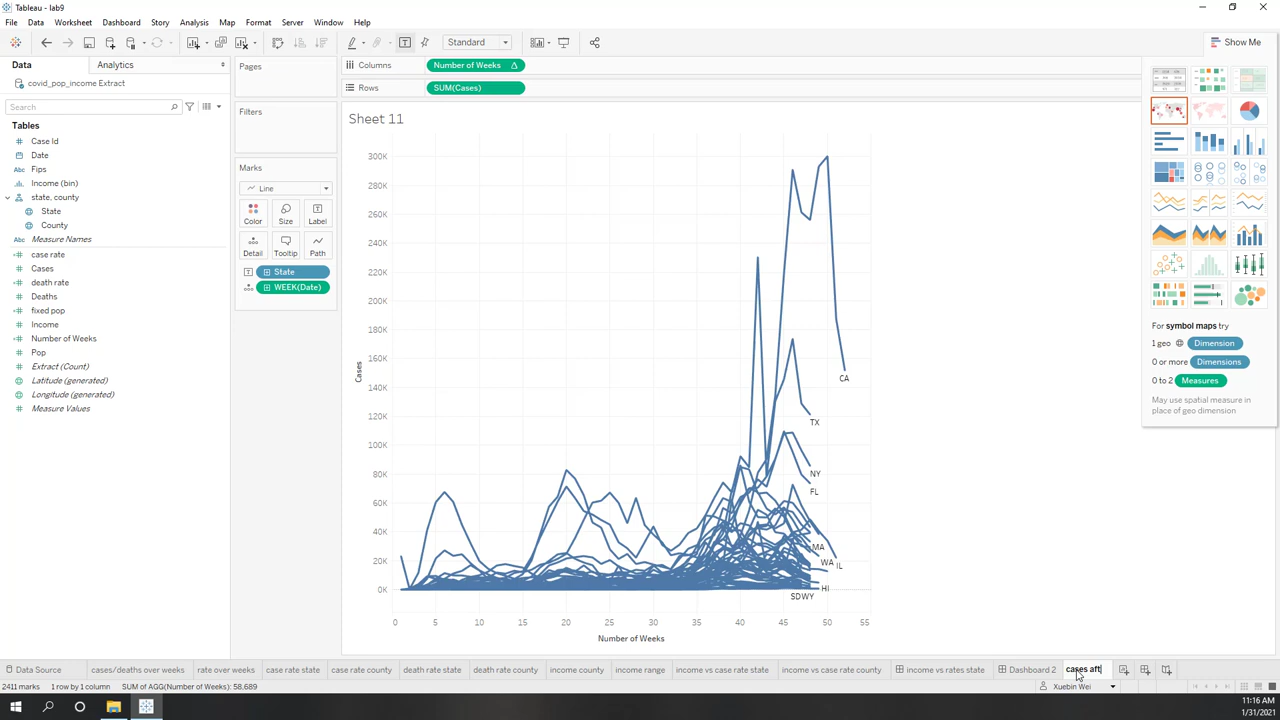 Tableau - lab9
File Data Worksheet Dashboard Story Analysis Map Format Server Window Help
Standard
Show Me
Data Analytics
covid_pop_income Extract
Search
Tables
Case Id
Date
Abc Fips
Income (bin)
state, county
State
County
Abc Measure Names
case rate
Cases
death rate
Deaths
fixed pop
Income
Number of Weeks
Pop
Extract (Count)
Latitude (generated)
Longitude (generated)
Measure Values
Pages
Filters
Marks
Line
Color Size Label
Detail Tooltip Path
State
WEEK(Date)
Columns Number of Weeks
Rows SUM(Cases)
Sheet 11
300K
280K
260K
240K
220K
200K
180K
160K
140K
120K
100K
80K
60K
40K
20K
0K
Cases
CA
TX
NY
FL
MA
WA IL
HI
SDWY
0 5 10 15 20 25 30 35 40 45 50 55
Number of Weeks
For symbol maps try
1 geo Dimension
0 or more Dimensions
0 to 2 Measures
May use spatial measure in
place of geo dimension
Data Source cases/deaths over weeks rate over weeks case rate state case rate county death rate state death rate county income county income range income vs case rate state income vs case rate county income vs rates state Dashboard 2 cases aft
2411 marks 1 row by 1 column SUM of AGG(Number of Weeks): 58,689
Xuebin Wei
11:16 AM
1/31/2021